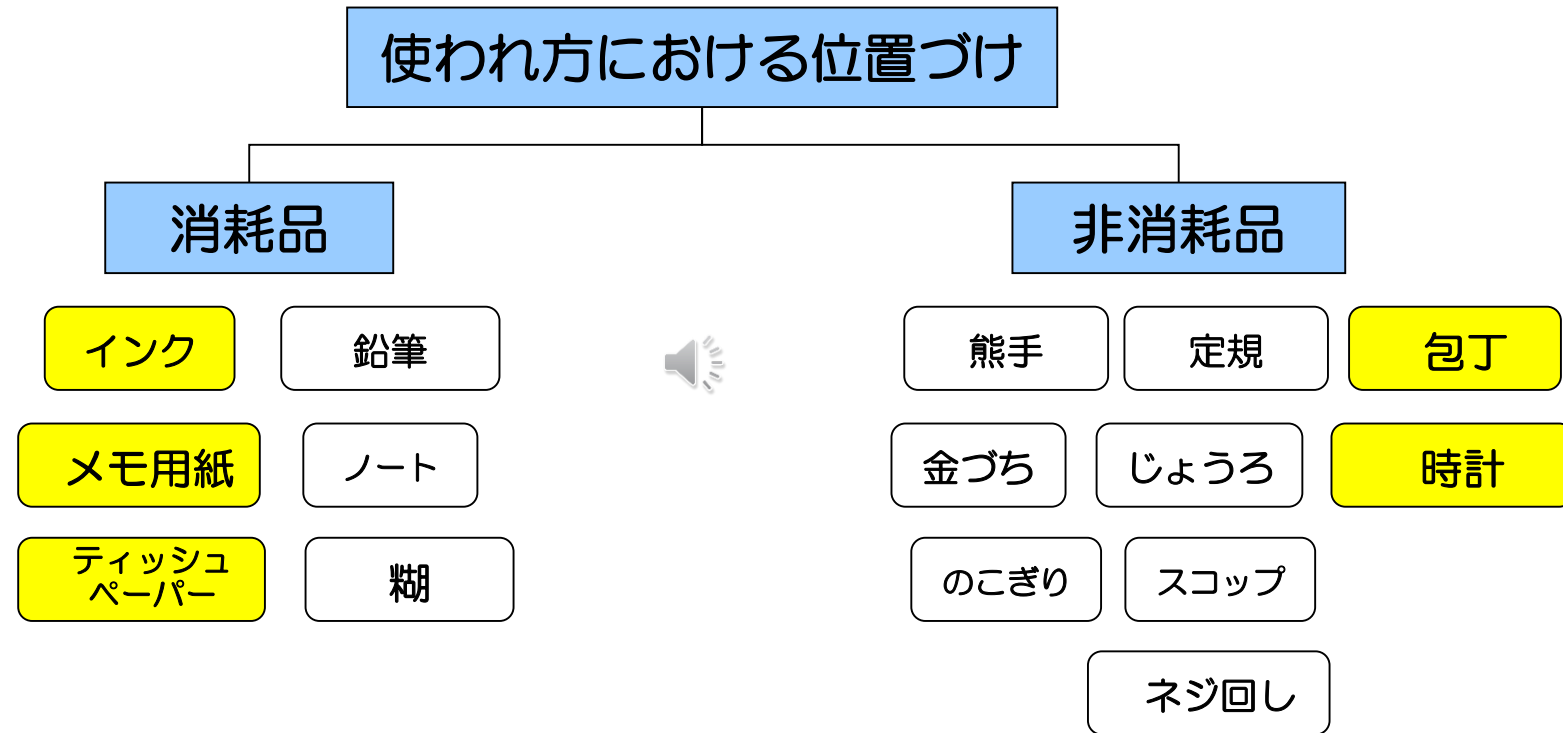 使われ方における位置づけ
消耗品
非消耗品
インク
鉛筆
熊手
定規
包丁
メモ用紙
ノート
金づち
じょうろ
時計
ティッシュ
ペーパー
糊
のこぎり
スコップ
ネジ回し